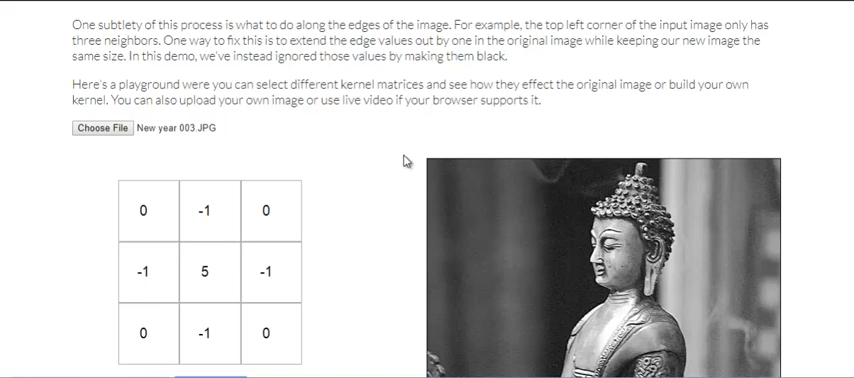 One subtlety of this process is what to do along the edges of the image. For example, the top left corner of the input image only has
three neighbors. One way to fix this is to extend the edge values out by one in the original image while keeping our new image the
same size. In this demo, we've instead ignored those values by making them black.
Here's a playground were you can select different kernel matrices and see how they effect the original image or build your own
kernel. You can also upload your own image or use live video if your browser supports it.
Choose File New year 003.JPG
0 -1 0
-1 5 -1
0 -1 0